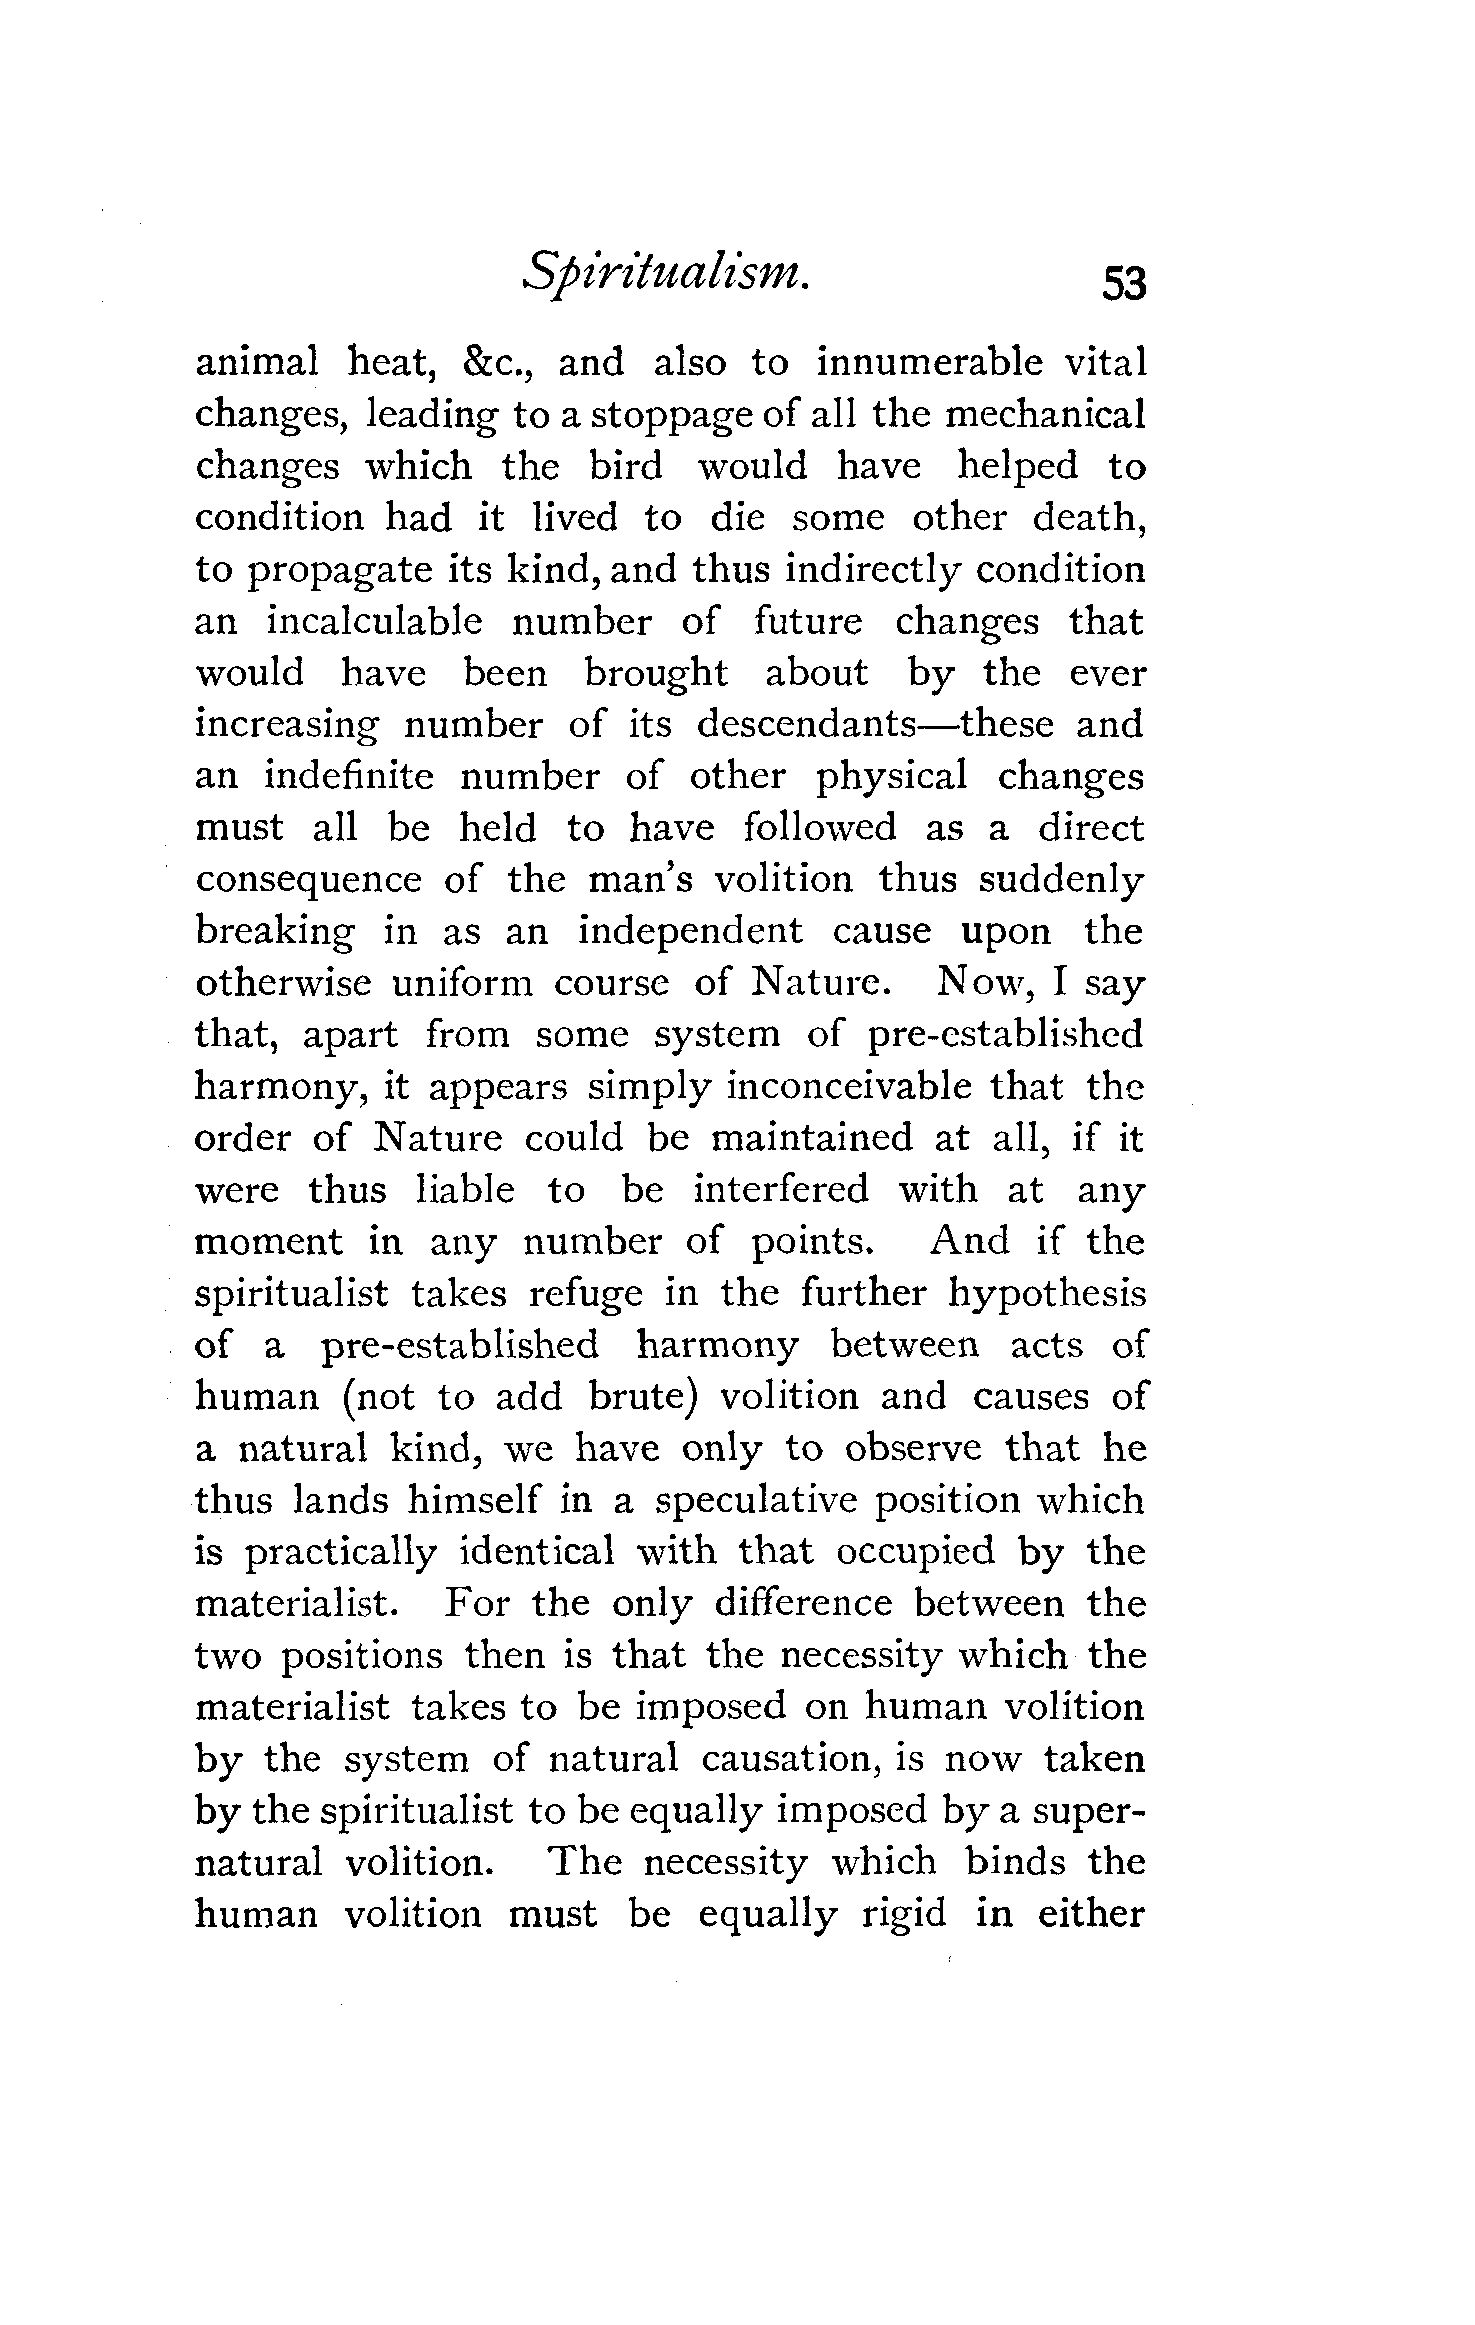 Spiritualism. 53
animal heat, &c., and also to innumerable vital
changes, leading to a stoppage of all the mechanical
changes which the bird would have helped to
condition had it lived to die some other death,
to propagate its kind, and thus indirectly condition
an incalculable number of future changes that
would have been brought about by the ever
increasing number of its descendants—these and
an indefinite number of other physical changes
must all be held to have followed as a direct
consequence of the man's volition thus suddenly
breaking in as an independent cause upon the
otherwise uniform course of Nature. Now, I say
that, apart from some system of pre-established
harmony, it appears simply inconceivable that the
order of Nature could be maintained at all, if it
were thus liable to be interfered with at any
moment in any number of points. And if the
spiritualist takes refuge in the further hypothesis
of a pre-established harmony between acts of
human (not to add brute) volition and causes of
a natural kind, we have only to observe that he
thus lands himself in a speculative position which
is practically identical with that occupied by the
materialist. For the only difference between the
two positions then is that the necessity which the
materialist takes to be imposed on human volition
by the system of natural causation, is now taken
by the spiritualist to be equally imposed by a super-
natural volition. The necessity which binds the
human volition must be equally rigid in either